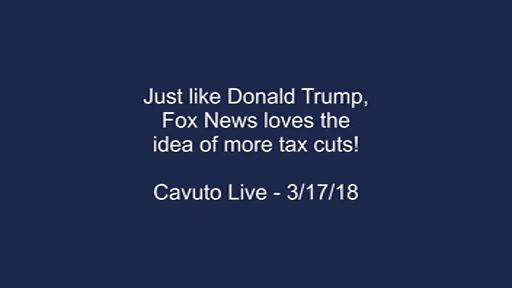 Just like Donald Trump,
Fox News loves the
idea of more tax cuts!
Cavuto Live - 3/17/18